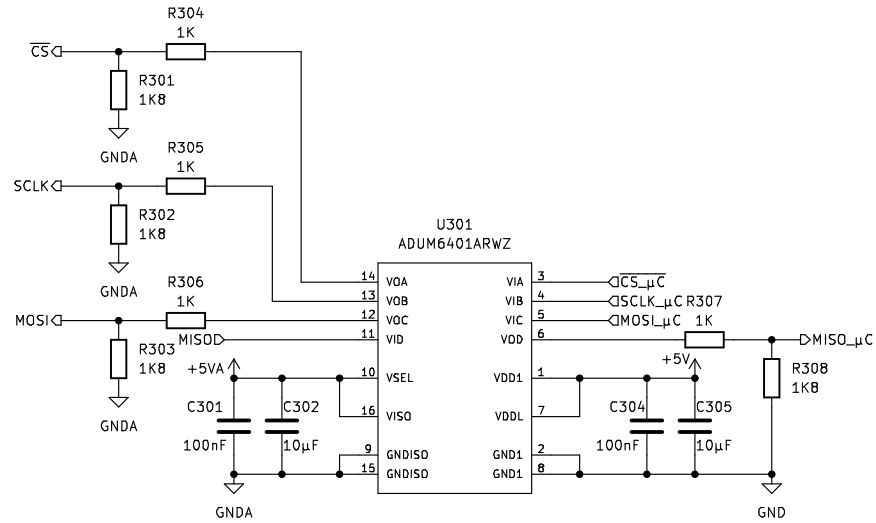 R304
1K
CS
R301
1K8
GNDA
R305
1K
SCLK
R302
1K8
GNDA
U301
ADUM6401ARWZ
R306
1K
MOSI
R303
1K8
GNDA
MISO
14 VOA
13 VOB
12 VOC
11 VID
10 VSEL
16 VISO
9 GNDISO
15 GNDISO
VIA 3
VIB 4
VIC 5
VOD 6
VDD1 1
VDDL 7
GND1 2
GND1 8
CS_µC
SCLK_µC
MOSI_µC
R307
1K
MISO_µC
R308
1K8
+5VA
C301
100nF
C302
10µF
GNDA
+5V
C304
100nF
C305
10µF
GND